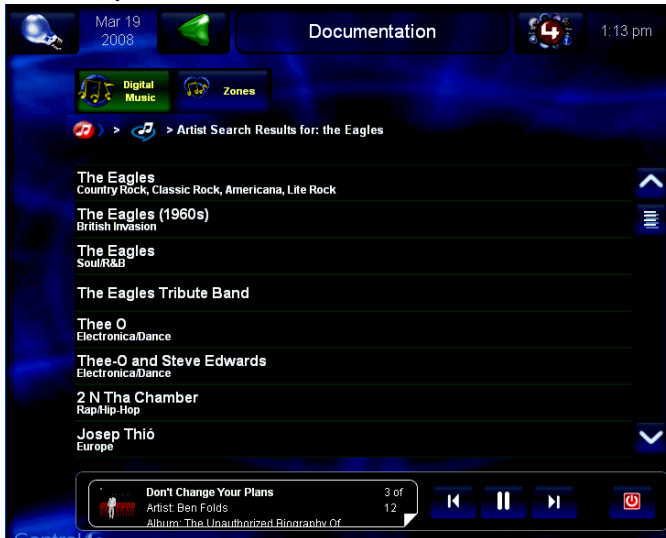 Mar 19
2008
Documentation
4
1:13 pm
Digital
Music
Zones
> > Artist Search Results for: the Eagles
The Eagles
Country Rock, Classic Rock, Americana, Lite Rock
The Eagles (1960s)
British Invasion
The Eagles
Soul/R&B
The Eagles Tribute Band
Thee O
Electronica/Dance
Thee-O and Steve Edwards
Electronica/Dance
2 N Tha Chamber
Rap/Hip-Hop
Josep Thió
Europe
Don't Change Your Plans
3 of
Artist: Ben Folds
12
Album: The Unauthorized Biography Of